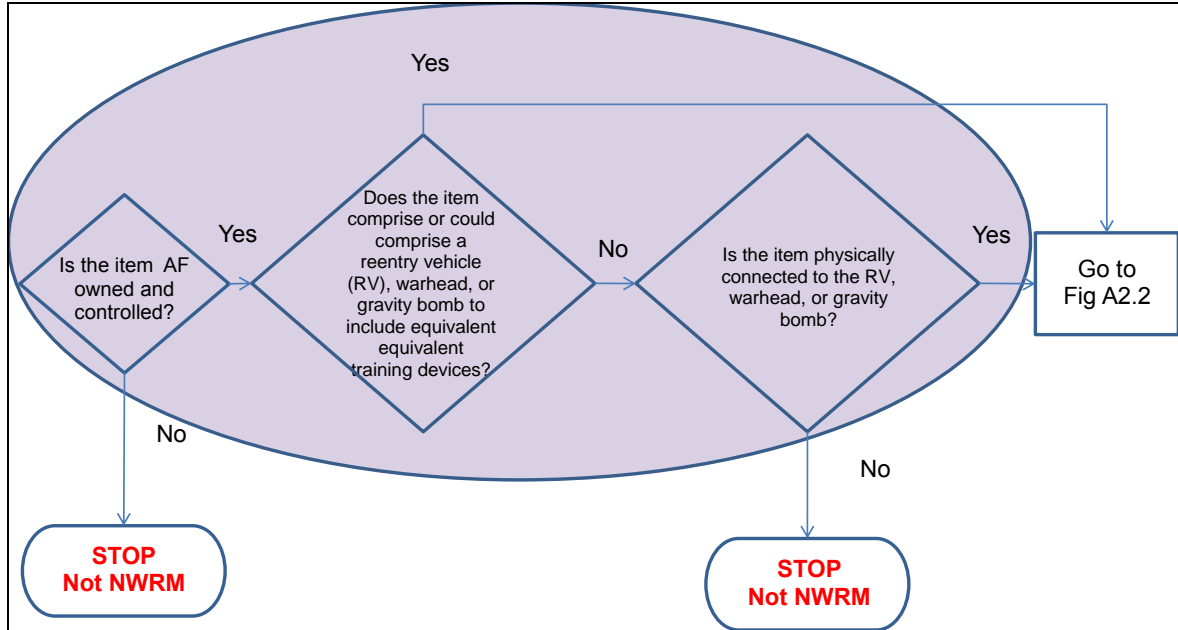 Yes
Is the item AF
owned and
controlled?
Yes
Does the item
comprise or could
comprise a
reentry vehicle
(RV), warhead, or
gravity bomb to
include equivalent
equivalent
training devices?
No
Is the item physically
connected to the RV,
warhead, or gravity
bomb?
Yes
Go to
Fig A2.2
No
STOP
Not NWRM
No
STOP
Not NWRM